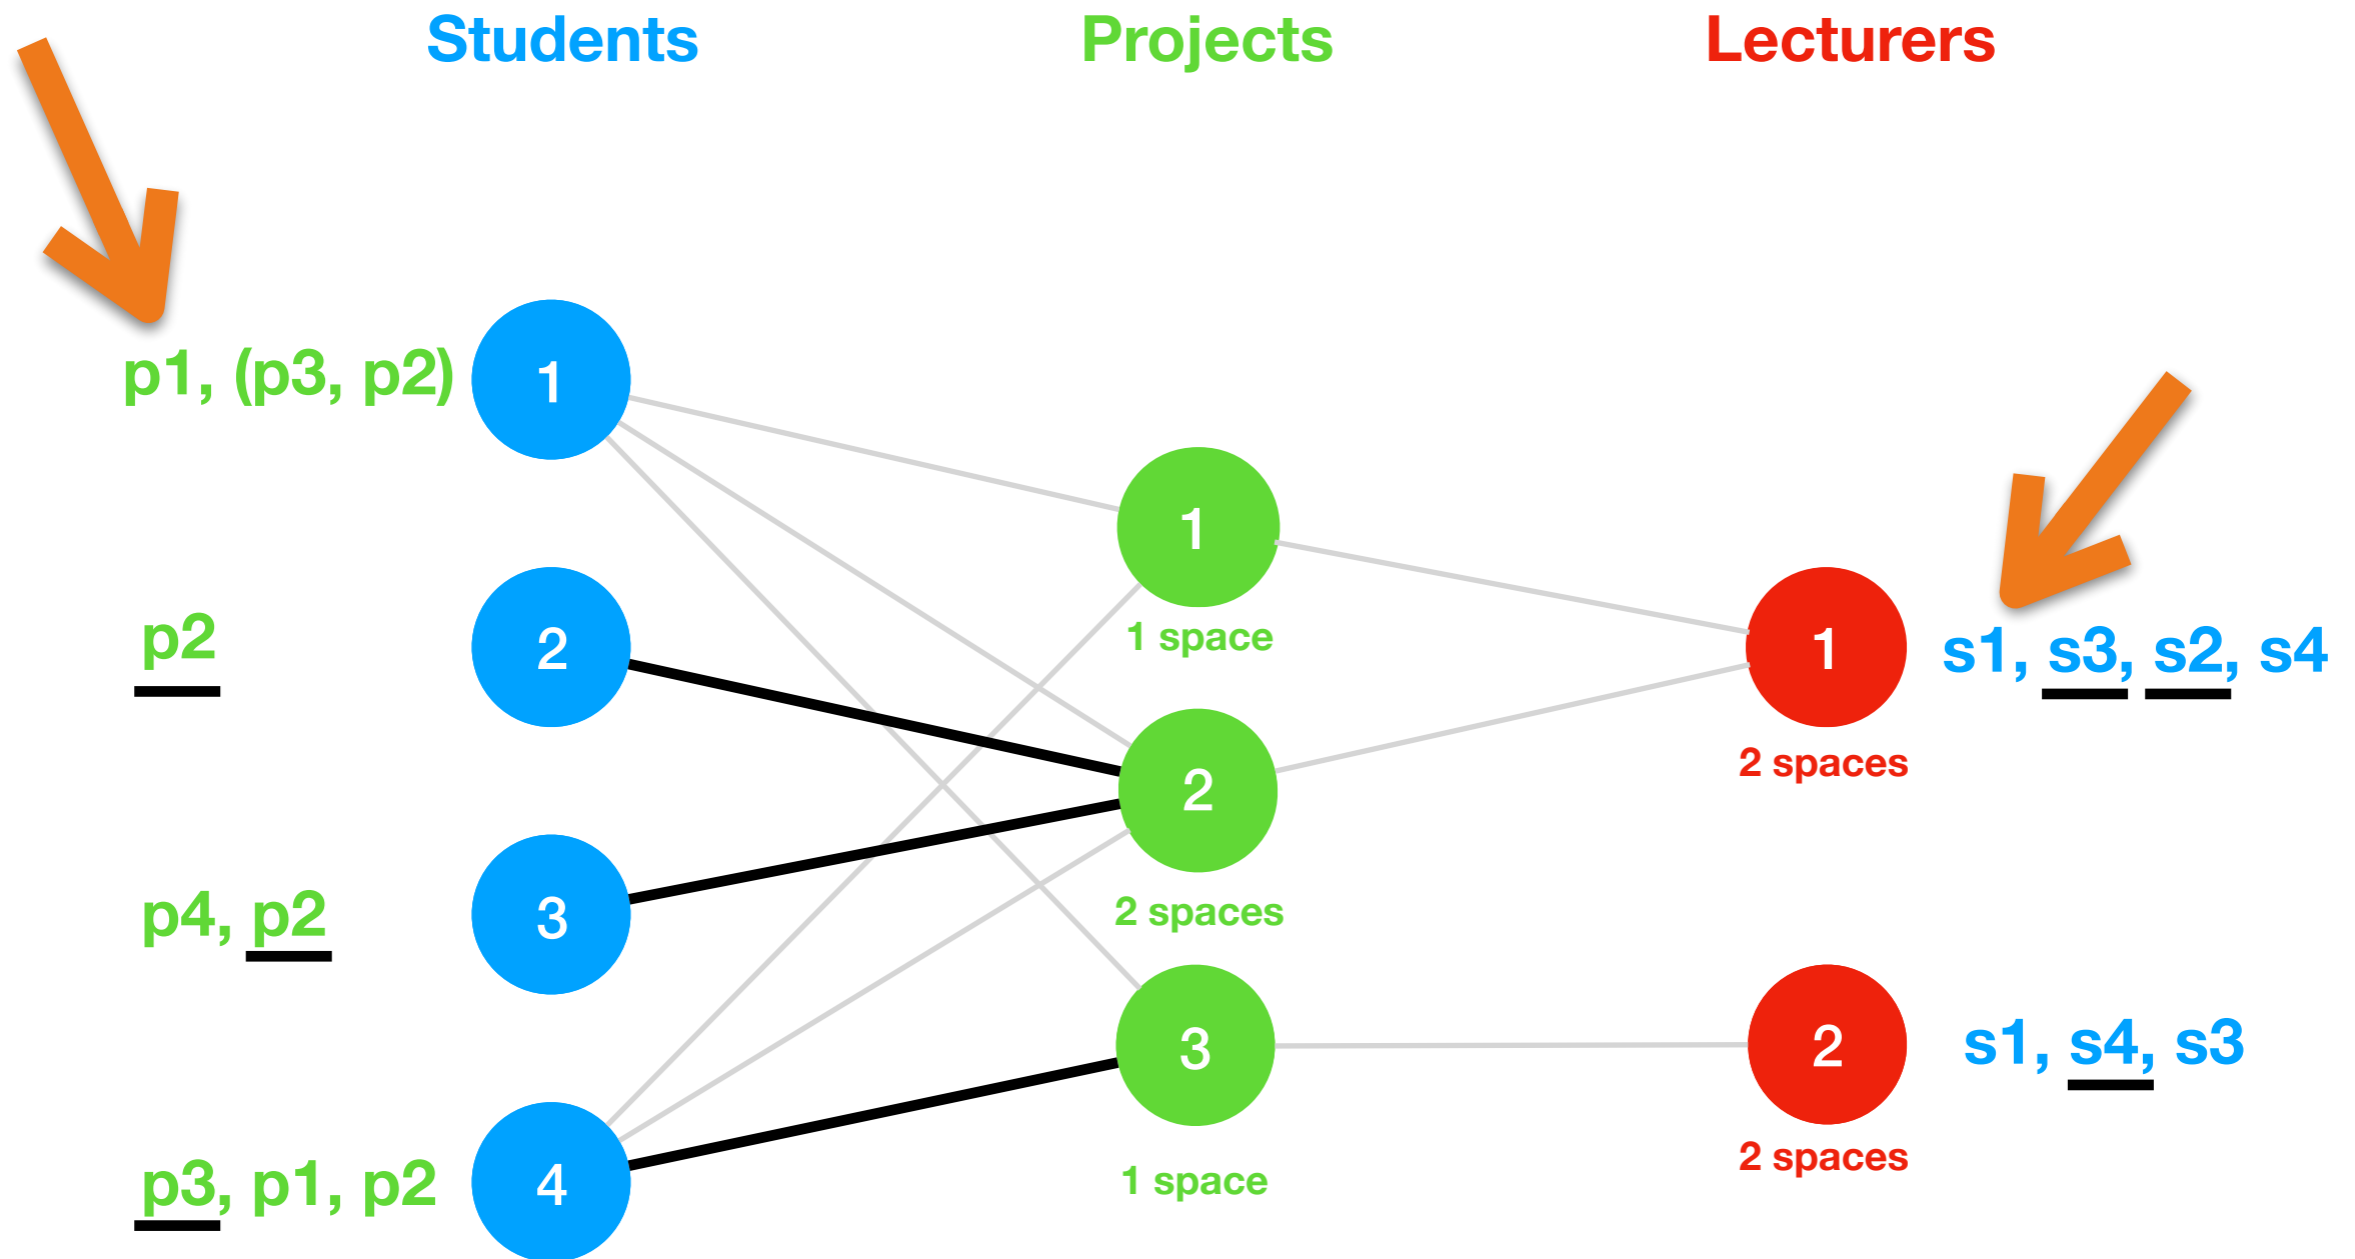 Students Projects Lecturers
p1, (p3, p2) 1
1
1 space
p2 2 1 s1, s3, s2, s4
2 spaces
2
2 spaces
p4, p2 3
3 2 s1, s4, s3
1 space 2 spaces
p3, p1, p2 4